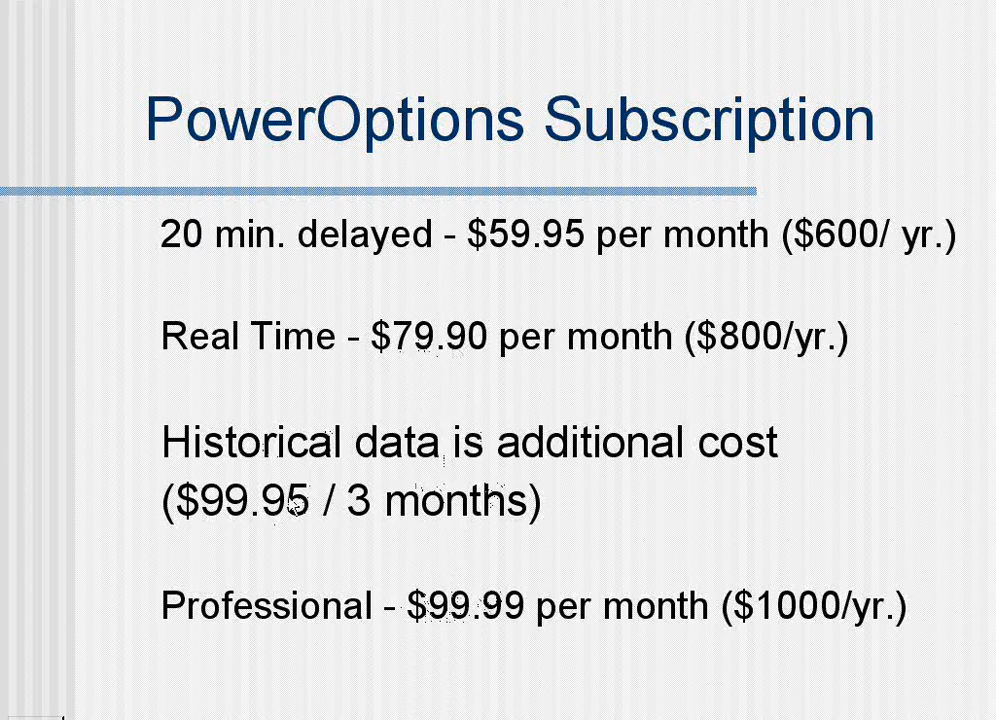 PowerOptions Subscription
20 min. delayed - $59.95 per month ($600/ yr.)
Real Time - $79.90 per month ($800/yr.)
Historical data is additional cost
($99.95 / 3 months)
Professional - $99.99 per month ($1000/yr.)